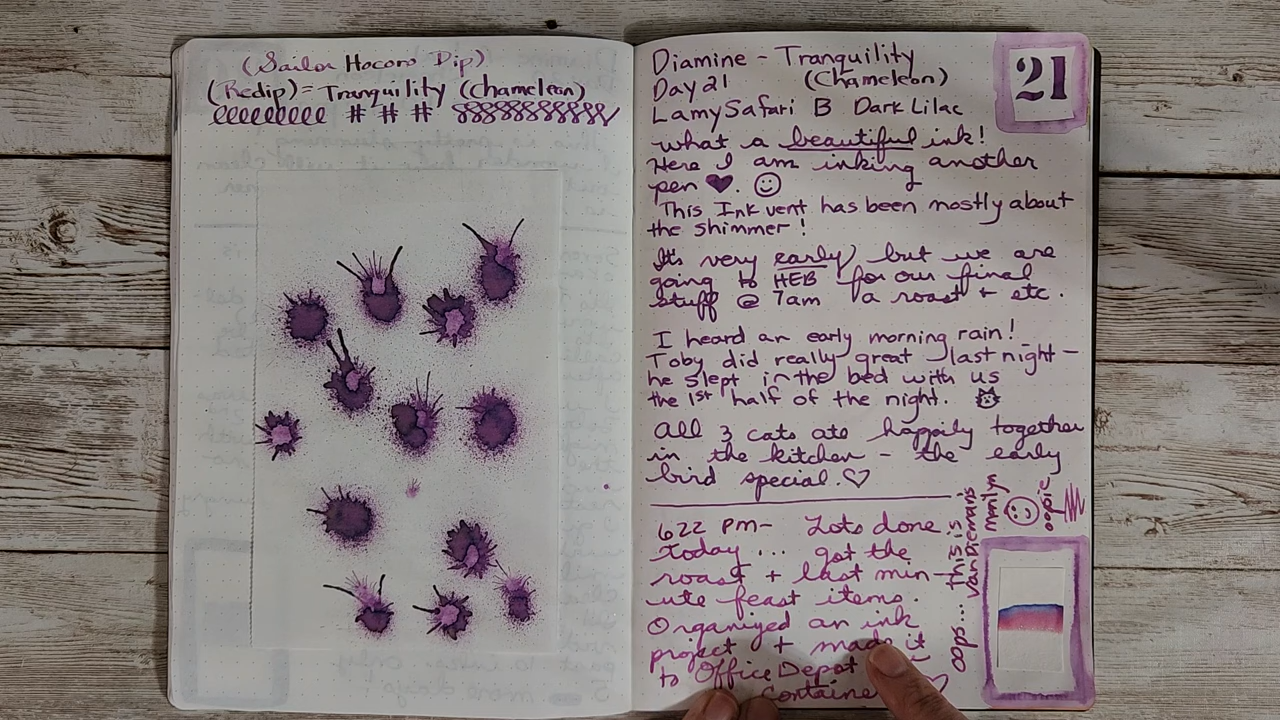 (Sailor Hocoro Dip)
(Redip) = Tranquility (Chameleon)
llllllllll # # #
Diamine - Tranquility
Day 21 (Chameleon)
Lamy Safari B Dark Lilac
21
what a beautiful ink!
Here I am inking another
pen ♥. ☺
This Inkvent has been mostly about
the shimmer!
It's very early, but we are
going to HEB for our final
stuff @ 7am a roast + etc.
I heard an early morning rain!
Toby did really great last night -
he slept in the bed with us
the 1st half of the night.
All 3 cats ate happily together
in the kitchen - the early
bird special. ♡
622 pm- Lots done
today ... got the
roast + last min-
ute feast items.
Organized an ink
project + made it
to Office Depot
containe
oops... this is
VanDiemans
oopsie